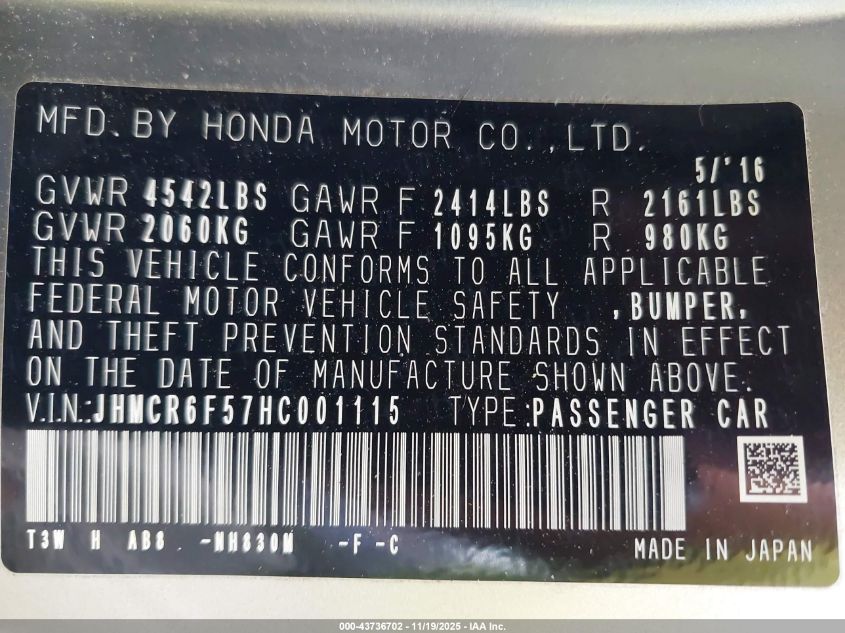 MFD. BY HONDA MOTOR CO., LTD.
5/'16
GVWR 4542LBS GAWR F 2414LBS R 2161LBS
GVWR 2060KG GAWR F 1095KG R 980KG
THIS VEHICLE CONFORMS TO ALL APPLICABLE
FEDERAL MOTOR VEHICLE SAFETY , BUMPER,
AND THEFT PREVENTION STANDARDS IN EFFECT
ON THE DATE OF MANUFACTURE SHOWN ABOVE.
V.I.N.: JHMCR6F57HC001115 TYPE: PASSENGER CAR
T3W H AB8 -NH830M -F -C
MADE IN JAPAN
000-43736702 - 11/19/2025 - IAA Inc.